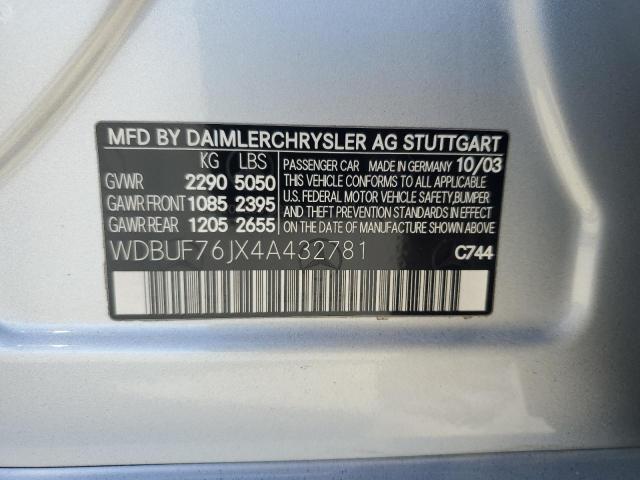 MFD BY DAIMLERCHRYSLER AG STUTTGART
KG LBS
GVWR 2290 5050
GAWR FRONT 1085 2395
GAWR REAR 1205 2655
PASSENGER CAR MADE IN GERMANY 10/03
THIS VEHICLE CONFORMS TO ALL APPLICABLE
U.S. FEDERAL MOTOR VEHICLE SAFETY,BUMPER
AND THEFT PREVENTION STANDARDS IN EFFECT
ON THE DATE OF MANUFACTURE SHOWN ABOVE.
WDBUF76JX4A432781
C744